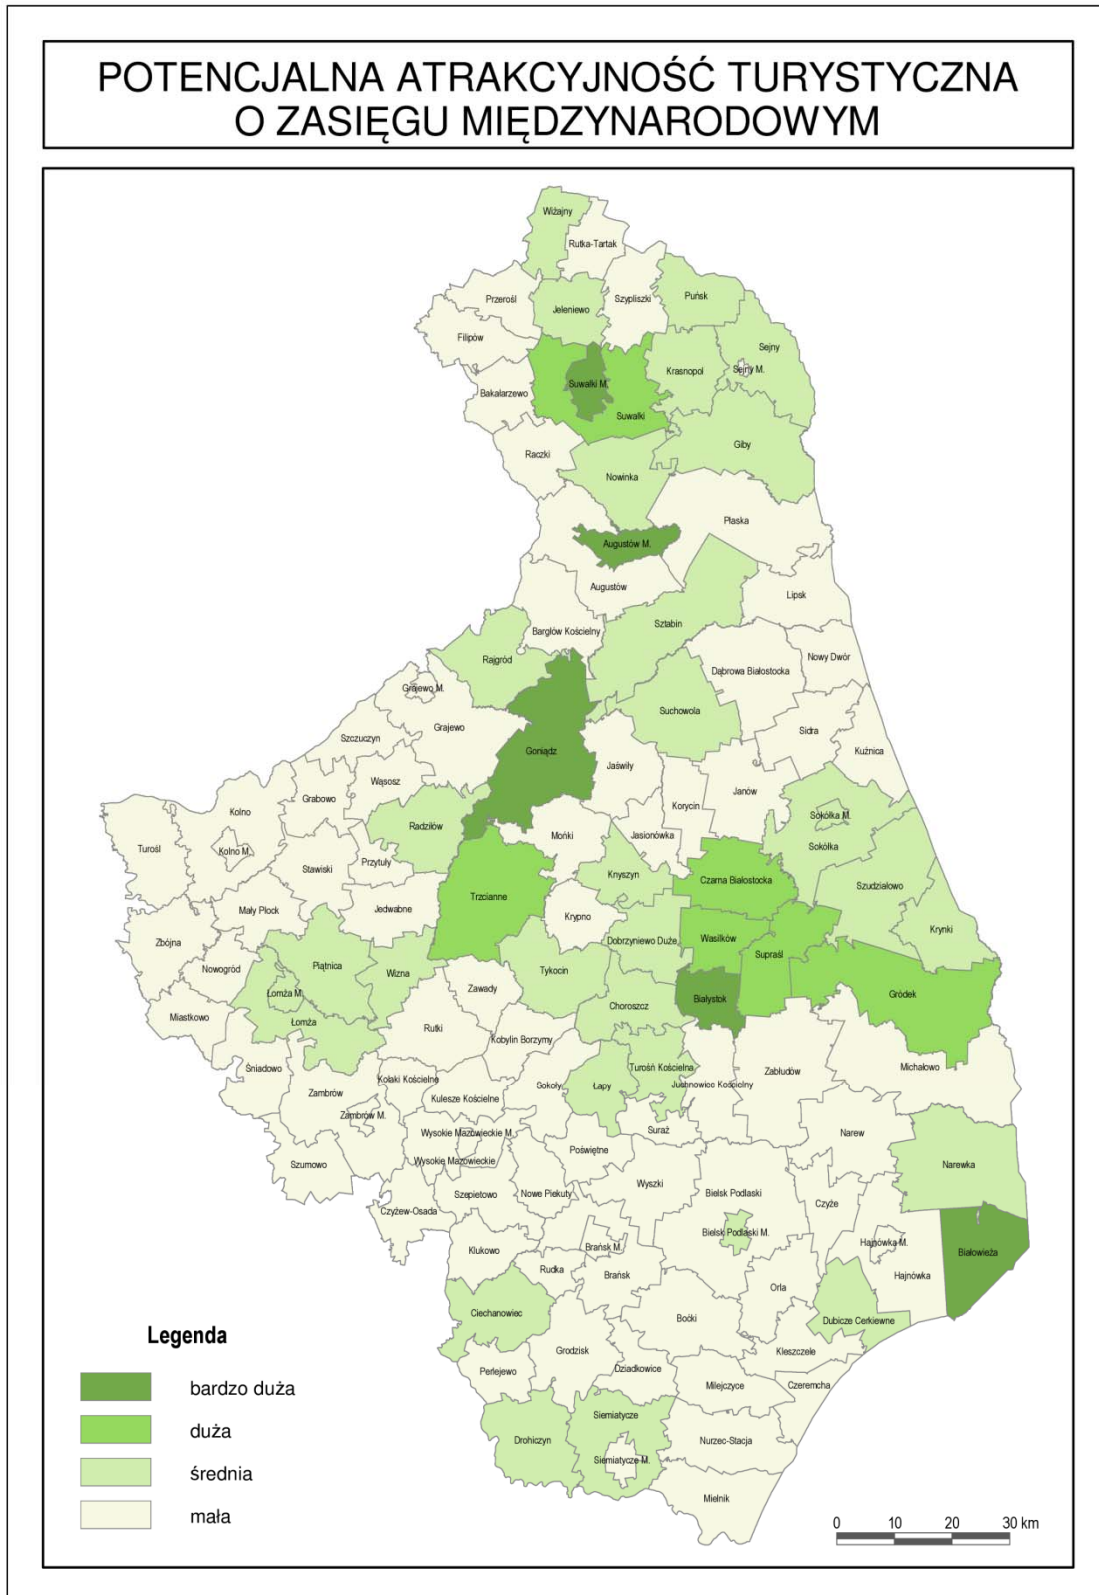 POTENCJALNA ATRAKCYJNOŚĆ TURYSTYCZNA
O ZASIĘGU MIĘDZYNARODOWYM
Wiżajny
Rutka-Tartak
Przerośl
Jeleniewo
Szypliszki
Puńsk
Filipów
Sejny
Krasnopol
Sejny M.
Suwałki M.
Bakałarzewo
Suwałki
Raczki
Giby
Nowinka
Płaska
Augustów M.
Augustów
Lipsk
Sztabin
Bargłów Kościelny
Nowy Dwór
Rajgród
Dąbrowa Białostocka
Grajewo M.
Suchowola
Grajewo
Sidra
Szczuczyn
Goniądz
Kuźnica
Jaświły
Wąsosz
Janów
Grabowo
Korycin
Kolno
Sokółka M.
Radziłów
Mońki
Jasionówka
Turośl
Kolno M.
Przytuły
Sokółka
Stawiski
Knyszyn
Czarna Białostocka
Szudziałowo
Trzcianne
Jedwabne
Mały Płock
Krypno
Krynki
Zbójna
Dobrzyniewo Duże
Wasilków
Supraśl
Nowogród
Piątnica
Wizna
Tykocin
Zawady
Łomża M.
Białystok
Gródek
Choroszcz
Miastkowo
Łomża
Rutki
Kobylin Borzymy
Śniadowo
Turośń Kościelna
Michałowo
Zabłudów
Kołaki Kościelne
Juchnowiec Kościelny
Sokoły
Łapy
Zambrów
Kulesze Kościelne
Zambrów M.
Suraż
Wysokie Mazowieckie M.
Narew
Poświętne
Wysokie Mazowieckie
Szumowo
Narewka
Wyszki
Szepietowo
Nowe Piekuty
Bielsk Podlaski
Czyże
Czyżew-Osada
Bielsk Podlaski M.
Hajnówka M.
Klukowo
Brańsk M.
Białowieża
Rudka
Brańsk
Hajnówka
Orla
Ciechanowiec
Boćki
Dubicze Cerkiewne
Grodzisk
Kleszczele
Perlejewo
Dziadkowice
Milejczyce
Czeremcha
Siemiatycze
Drohiczyn
Nurzec-Stacja
Siemiatycze M.
Mielnik
Legenda
bardzo duża
duża
średnia
mała
0 10 20 30 km